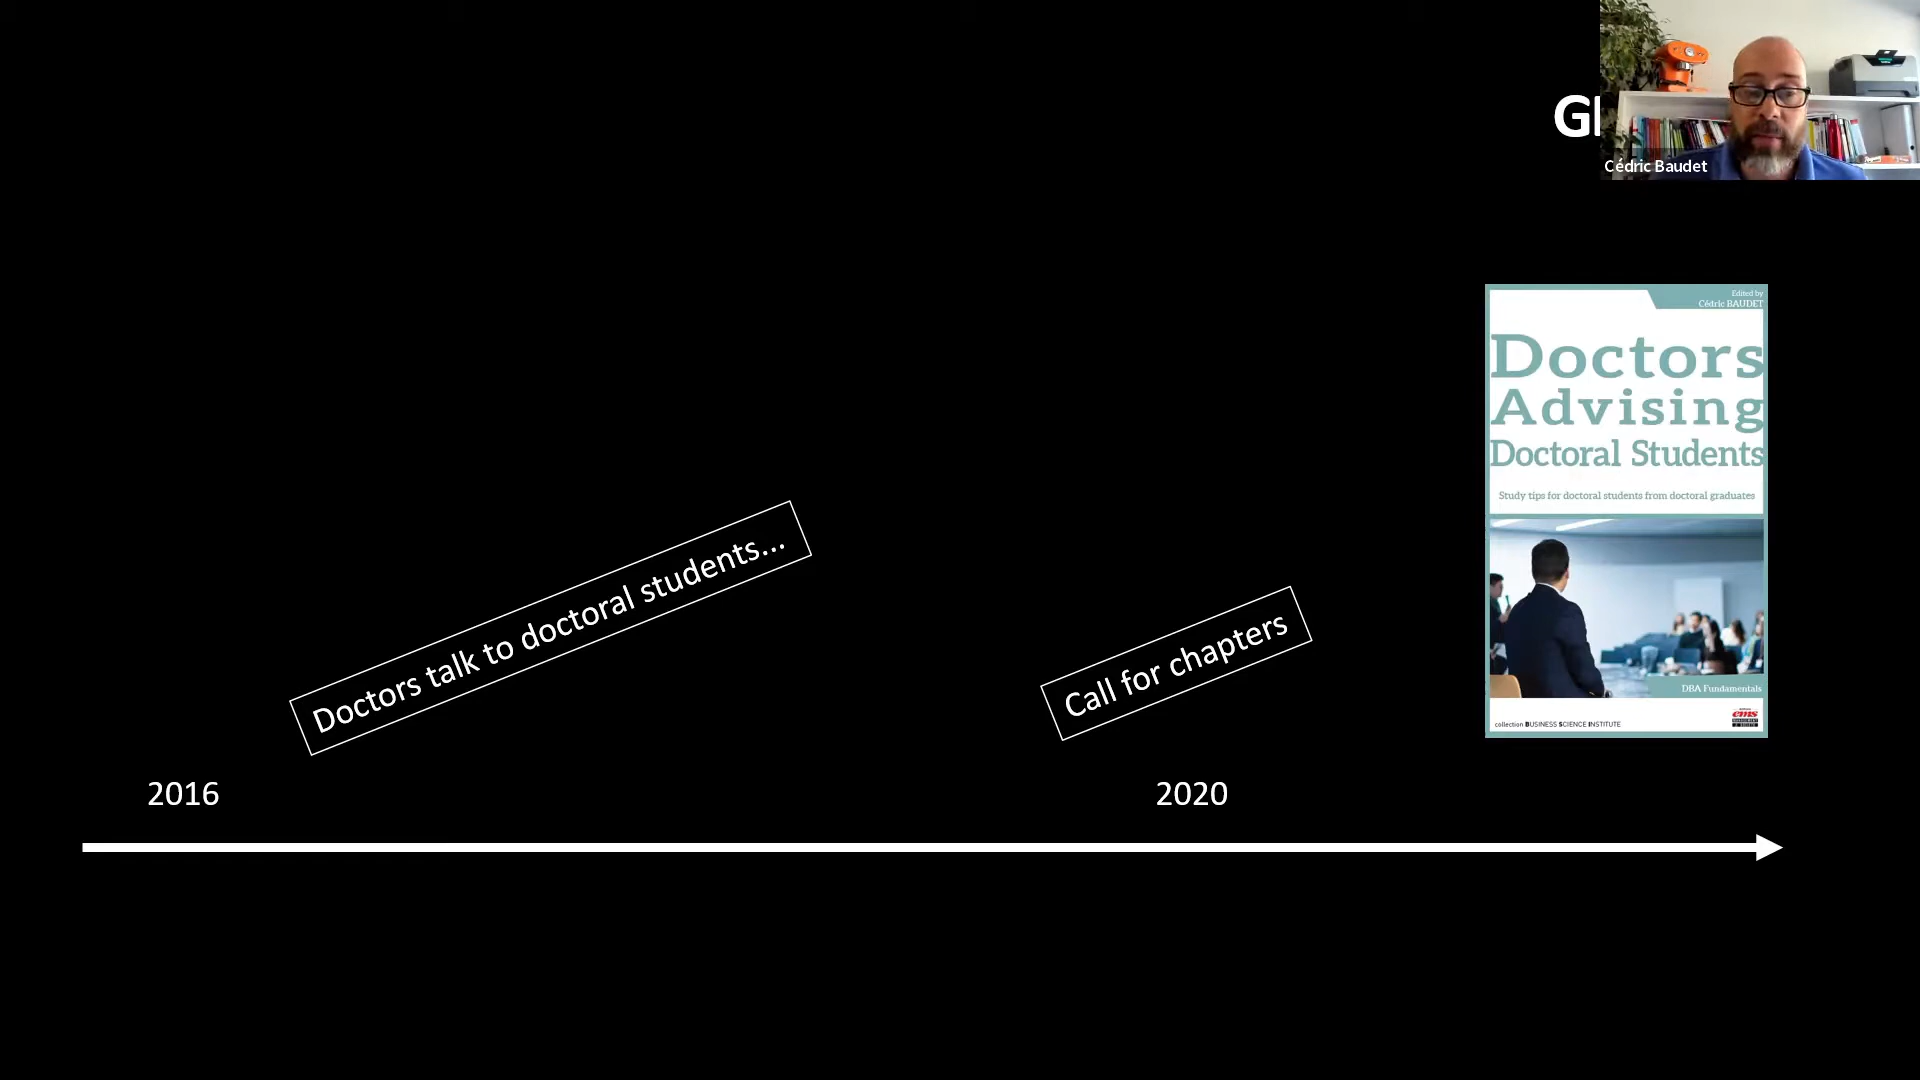 Cédric Baudet
Edited by
Cédric BAUDET
Doctors
Advising
Doctoral Students
Study tips for doctoral students from doctoral graduates
DBA Fundamentals
collection BUSINESS SCIENCE INSTITUTE
ems
Doctors talk to doctoral students...
Call for chapters
2016
2020